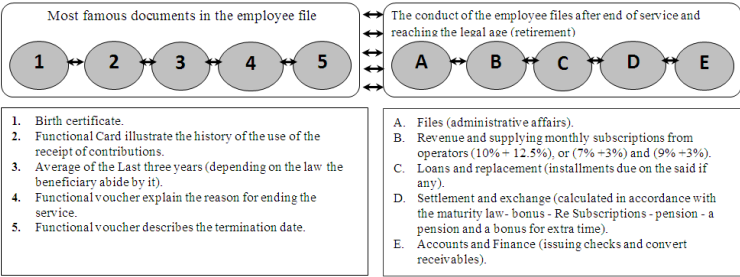 Most famous documents in the employee file
1 2 3 4 5
The conduct of the employee files after end of service and
reaching the legal age (retirement)
A B C D E
1. Birth certificate.
2. Functional Card illustrate the history of the use of the
receipt of contributions.
3. Average of the Last three years (depending on the law the
beneficiary abide by it).
4. Functional voucher explain the reason for ending the
service.
5. Functional voucher describes the termination date.
A. Files (administrative affairs).
B. Revenue and supplying monthly subscriptions from
operators (10% + 12.5%), or (7% +3%) and (9% +3%).
C. Loans and replacement (installments due on the said if
any).
D. Settlement and exchange (calculated in accordance with
the maturity law- bonus - Re Subscriptions - pension - a
pension and a bonus for extra time).
E. Accounts and Finance (issuing checks and convert
receivables).